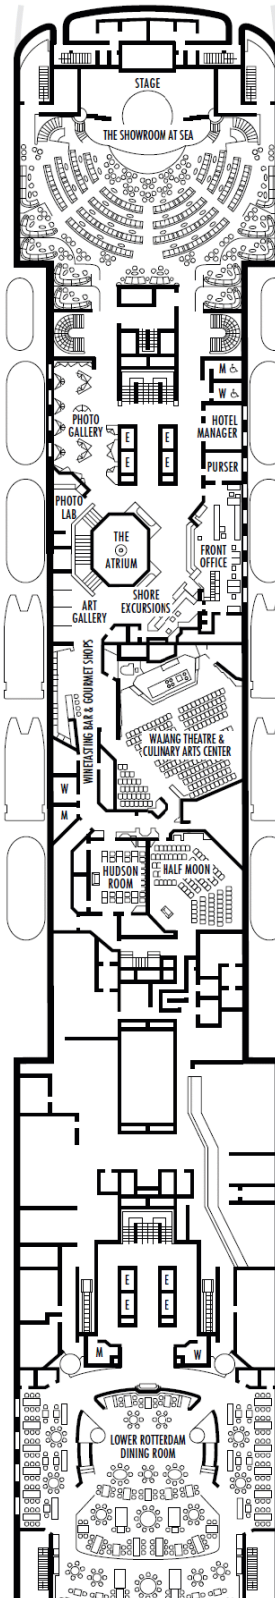 STAGE
THE SHOWROOM AT SEA
M ♿
W ♿
PHOTO
GALLERY
HOTEL
MANAGER
E E
E E
PURSER
PHOTO
LAB
THE
ATRIUM
FRONT
OFFICE
SHORE
EXCURSIONS
ART
GALLERY
WINETASTING BAR & GOURMET SHOPS
WAJANG THEATRE &
CULINARY ARTS CENTER
W
M
HUDSON
ROOM
HALF MOON
E E
E E
M
W
LOWER ROTTERDAM
DINING ROOM